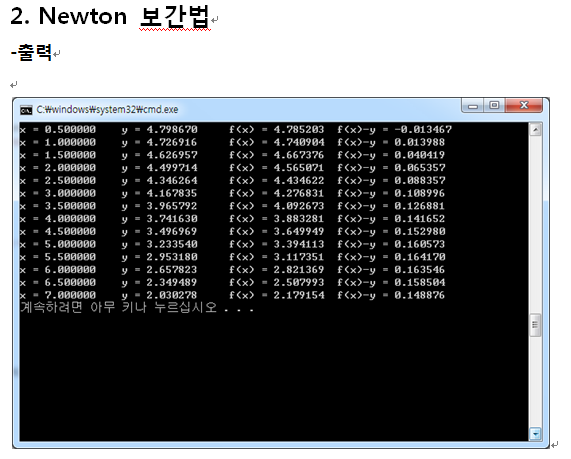 2. Newton 보간법
-출력
C:₩windows₩system32₩cmd.exe
x = 0.500000 y = 4.798670 f(x) = 4.785203 f(x)-y = -0.013467
x = 1.000000 y = 4.726916 f(x) = 4.740904 f(x)-y = 0.013988
x = 1.500000 y = 4.626957 f(x) = 4.667376 f(x)-y = 0.040419
x = 2.000000 y = 4.499714 f(x) = 4.565071 f(x)-y = 0.065357
x = 2.500000 y = 4.346264 f(x) = 4.434622 f(x)-y = 0.088357
x = 3.000000 y = 4.167835 f(x) = 4.276831 f(x)-y = 0.108996
x = 3.500000 y = 3.965792 f(x) = 4.092673 f(x)-y = 0.126881
x = 4.000000 y = 3.741630 f(x) = 3.883281 f(x)-y = 0.141652
x = 4.500000 y = 3.496969 f(x) = 3.649949 f(x)-y = 0.152980
x = 5.000000 y = 3.233540 f(x) = 3.394113 f(x)-y = 0.160573
x = 5.500000 y = 2.953180 f(x) = 3.117351 f(x)-y = 0.164170
x = 6.000000 y = 2.657823 f(x) = 2.821369 f(x)-y = 0.163546
x = 6.500000 y = 2.349489 f(x) = 2.507993 f(x)-y = 0.158504
x = 7.000000 y = 2.030278 f(x) = 2.179154 f(x)-y = 0.148876
계속하려면 아무 키나 누르십시오 . . .